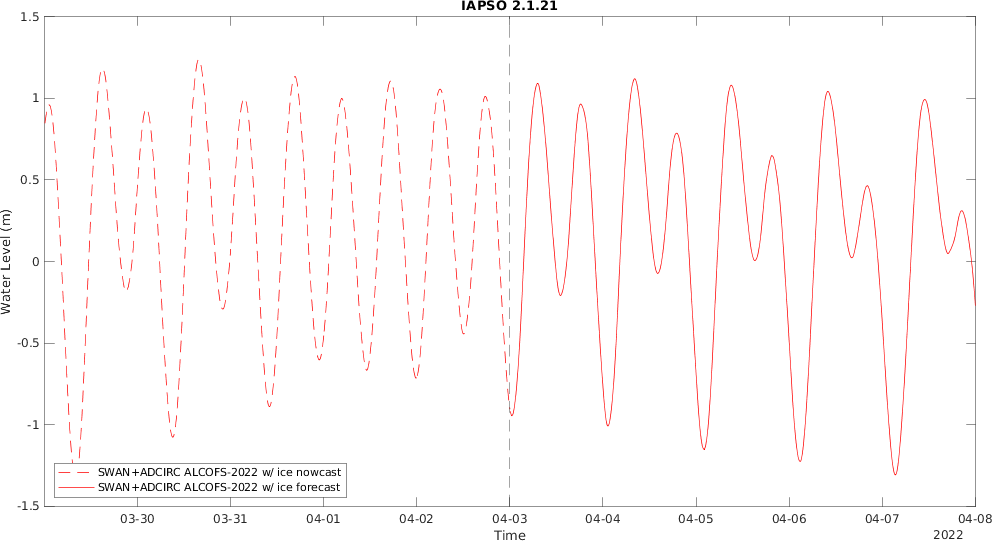 IAPSO 2.1.21
1.5
1
0.5
0
-0.5
-1
-1.5
Water Level (m)
SWAN+ADCIRC ALCOFS-2022 w/ ice nowcast
SWAN+ADCIRC ALCOFS-2022 w/ ice forecast
03-30 03-31 04-01 04-02 04-03 04-04 04-05 04-06 04-07 04-08
Time
2022